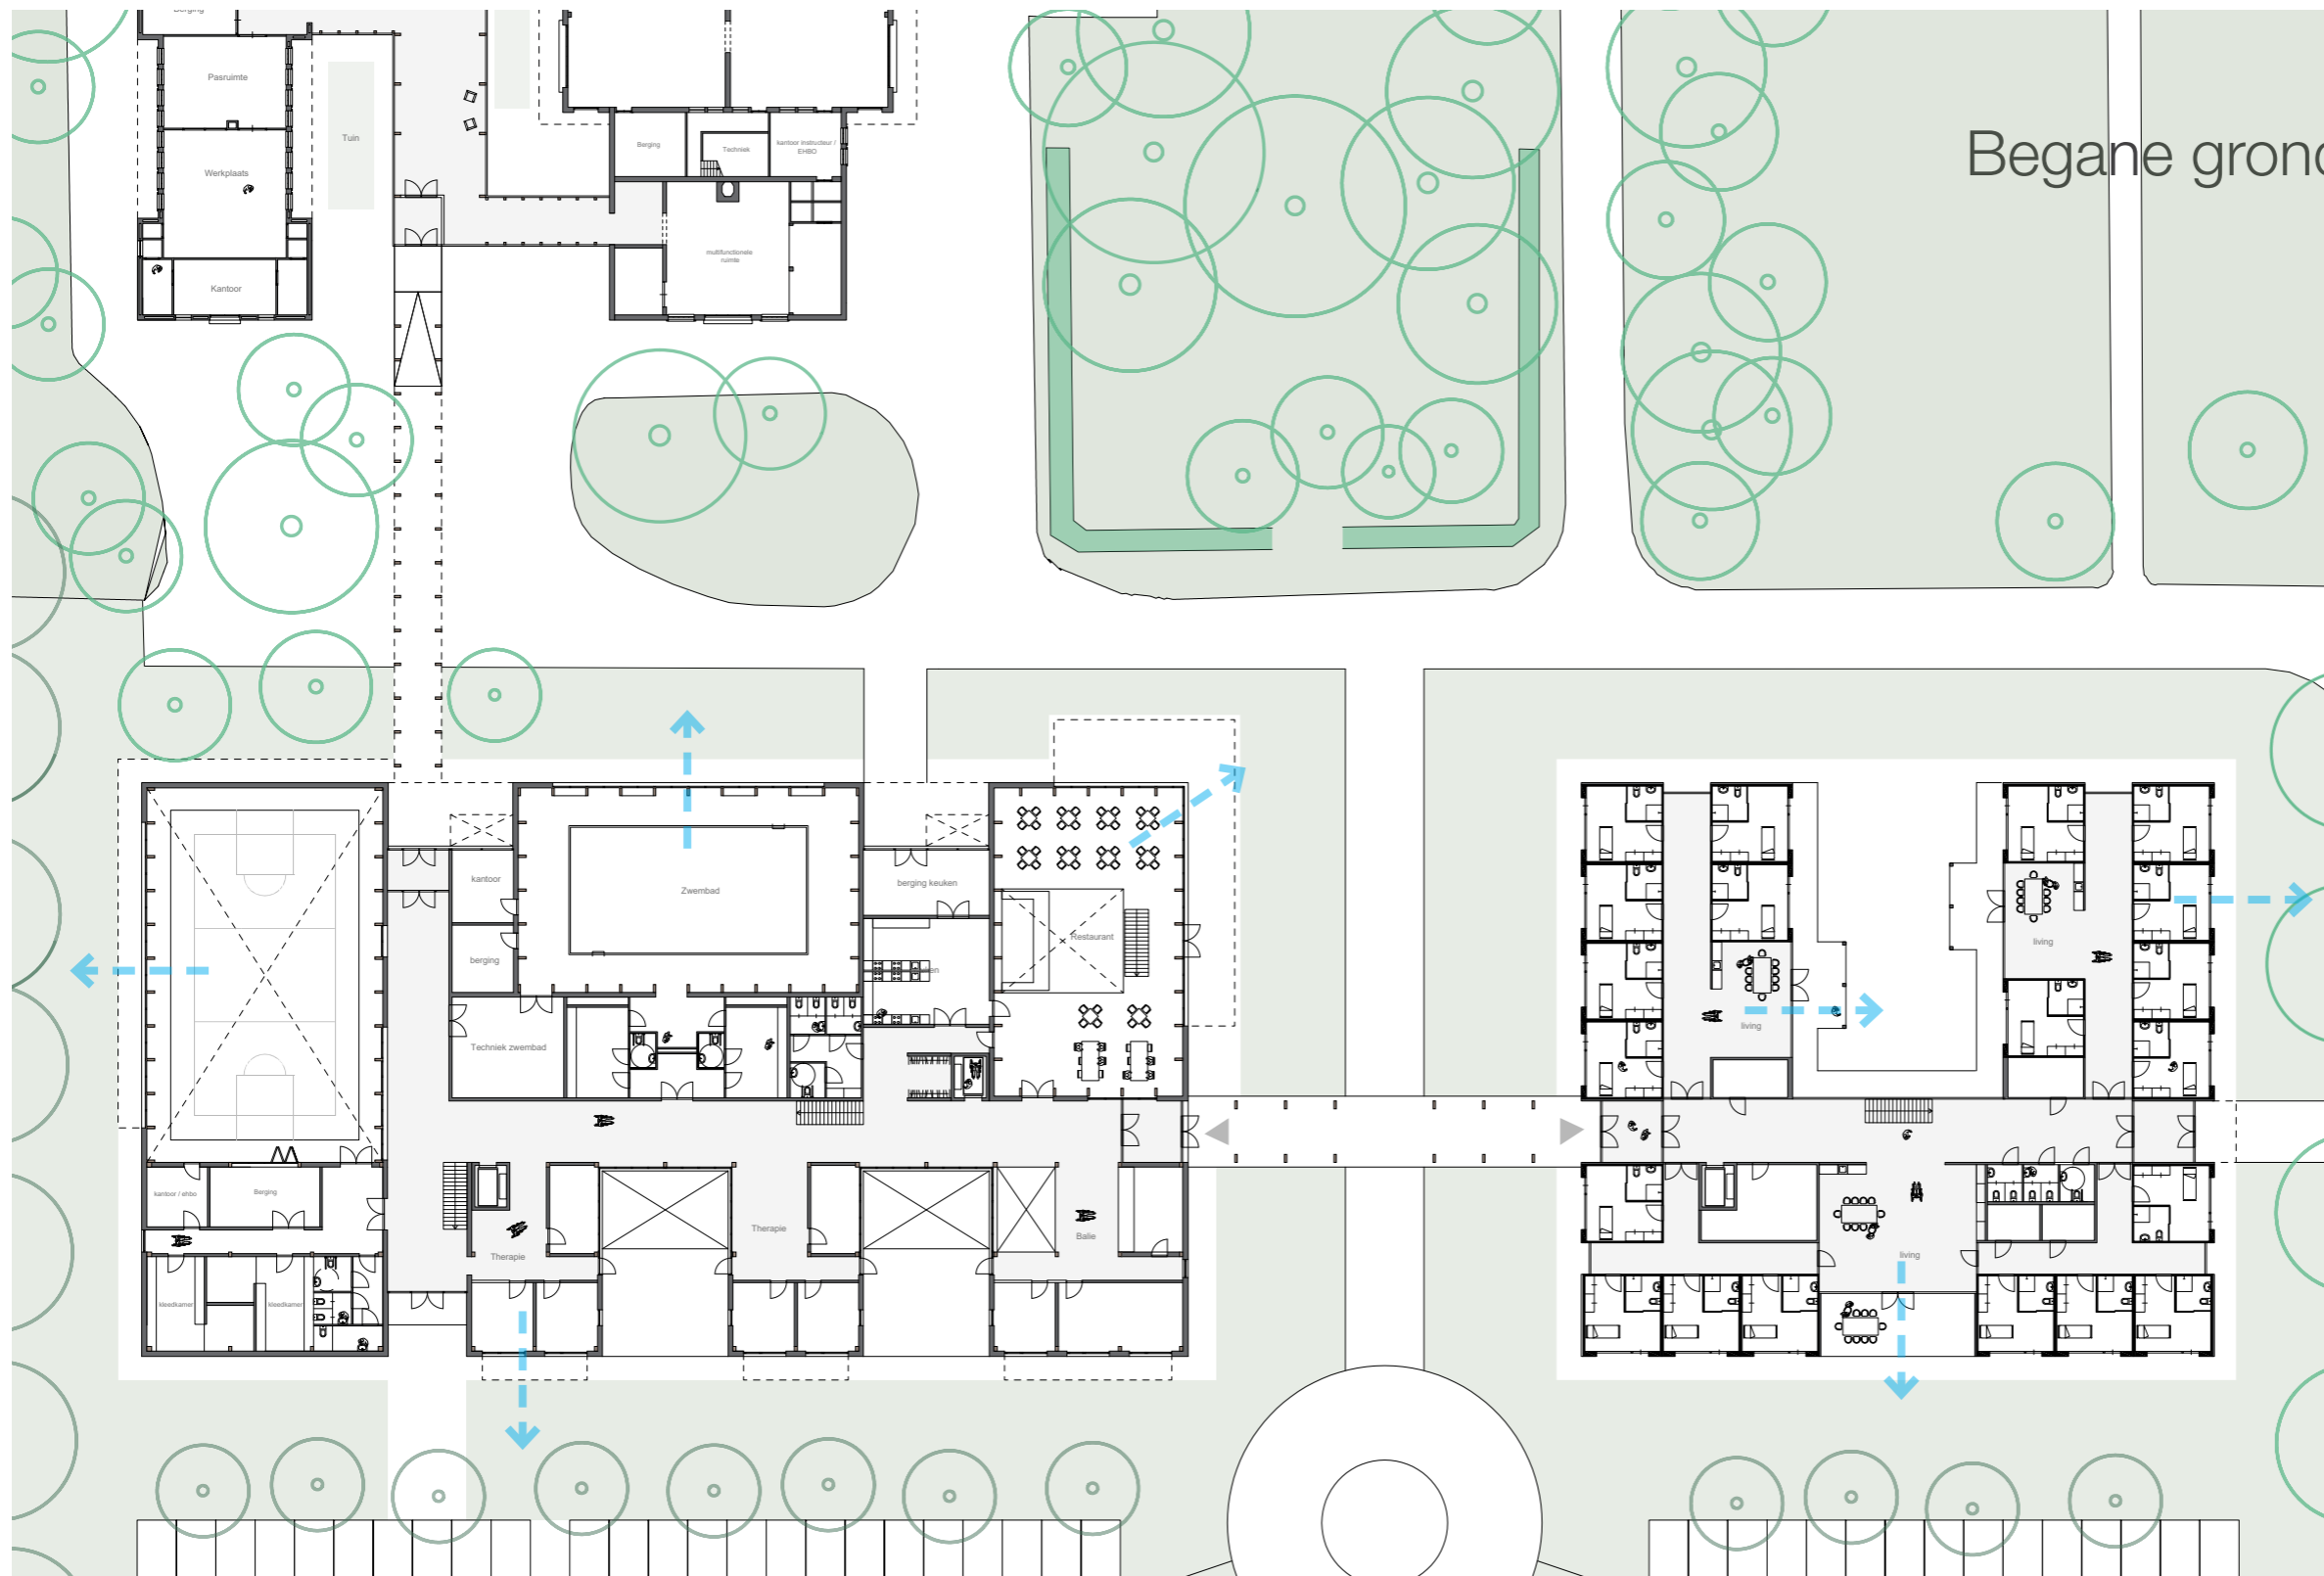 Berging
Pasruimte
Tuin
Werkplaats
Kantoor
Berging
Techniek
kantoor instructeur /
EHBO
multifunctionele
ruimte
Begane grond
kantoor
Zwembad
berging keuken
Restaurant
berging
living
living
Techniek zwembad
kantoor / ehbo
Berging
Therapie
Therapie
Balie
living
kleedkamer
kleedkamer